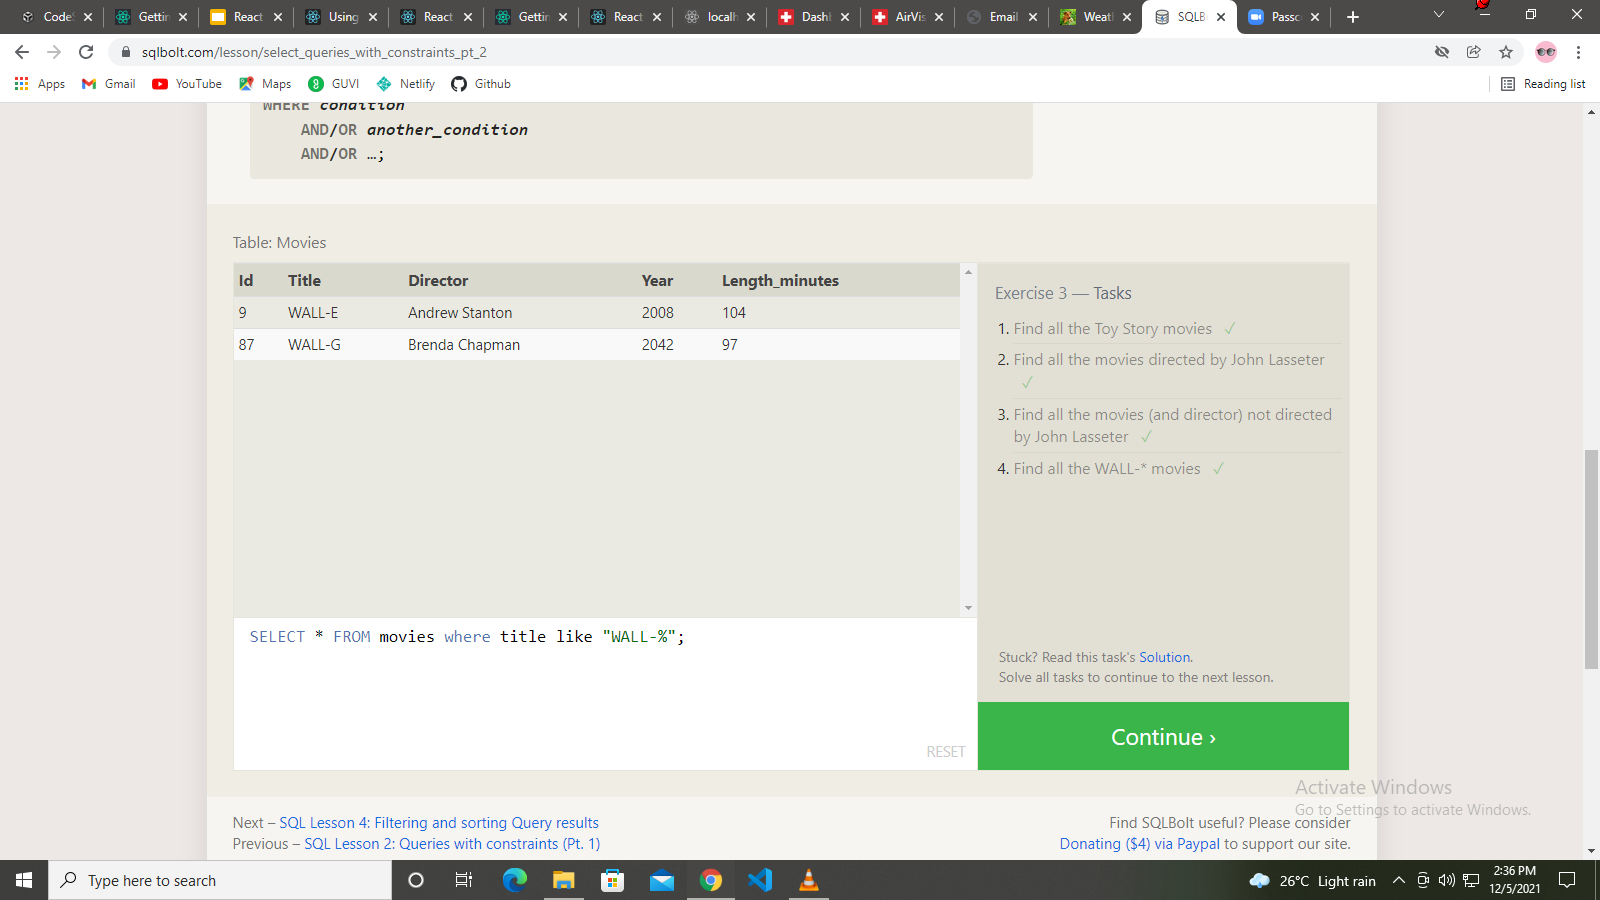 CodeS Gettin React Using React Gettin React localh Dashl AirVis Email Weath SQLB Passc
sqlbolt.com/lesson/select_queries_with_constraints_pt_2
Apps Gmail YouTube Maps GUVI Netlify Github Reading list
WHERE condition
AND/OR another_condition
AND/OR …;
Table: Movies
Id Title Director Year Length_minutes
9 WALL-E Andrew Stanton 2008 104
87 WALL-G Brenda Chapman 2042 97
SELECT * FROM movies where title like "WALL-%";
RESET
Exercise 3 — Tasks
1. Find all the Toy Story movies ✓
2. Find all the movies directed by John Lasseter
✓
3. Find all the movies (and director) not directed
by John Lasseter ✓
4. Find all the WALL-* movies ✓
Stuck? Read this task's Solution.
Solve all tasks to continue to the next lesson.
Continue ›
Activate Windows
Go to Settings to activate Windows.
Next – SQL Lesson 4: Filtering and sorting Query results
Previous – SQL Lesson 2: Queries with constraints (Pt. 1)
Find SQLBolt useful? Please consider
Donating ($4) via Paypal to support our site.
Type here to search
26°C Light rain
2:36 PM
12/5/2021